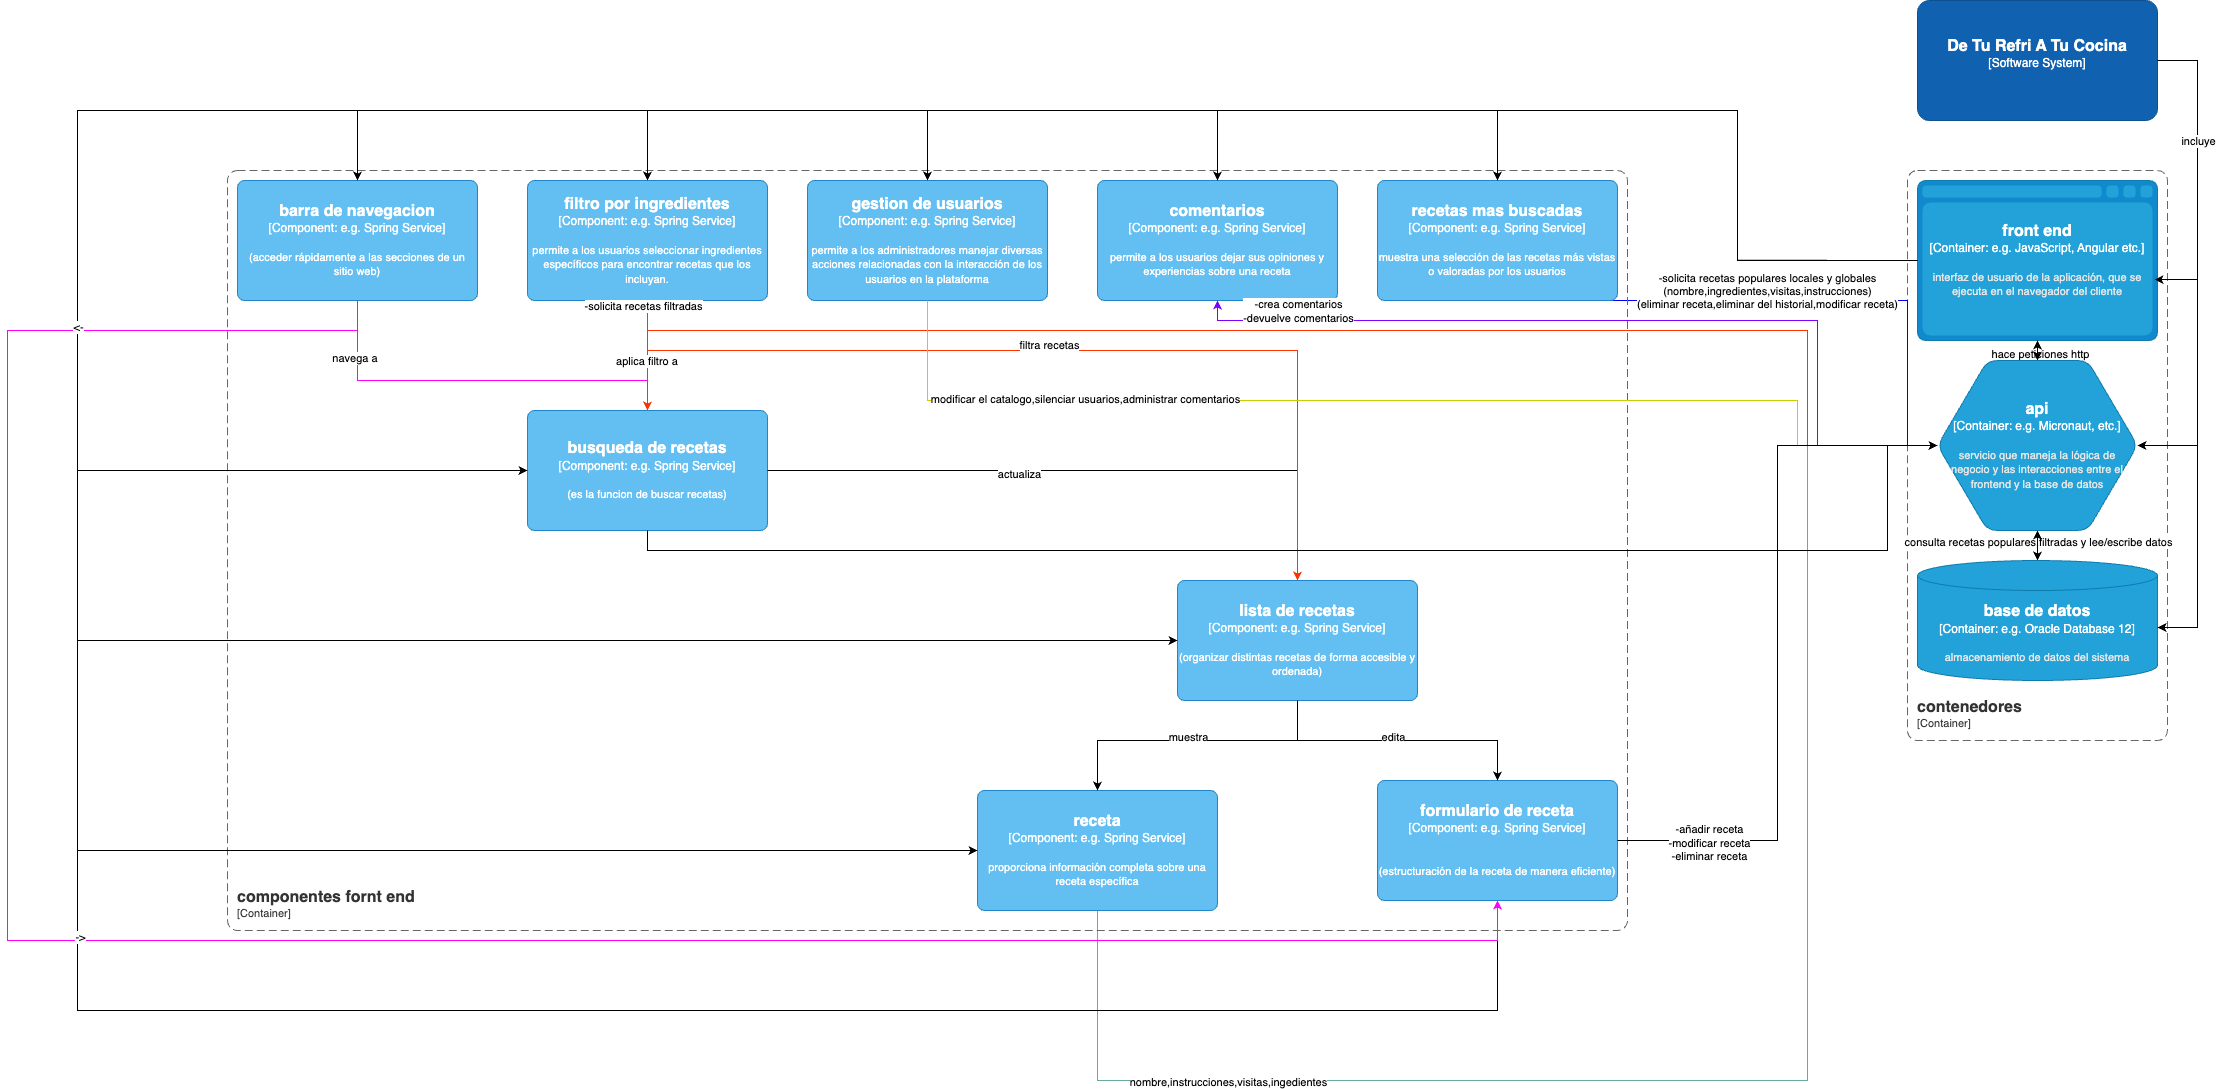 De Tu Refri A Tu Cocina
[Software System]
incluye
barra de navegacion
[Component: e.g. Spring Service]
(acceder rápidamente a las secciones de un
sitio web)
filtro por ingredientes
[Component: e.g. Spring Service]
permite a los usuarios seleccionar ingredientes
específicos para encontrar recetas que los
incluyan.
gestion de usuarios
[Component: e.g. Spring Service]
permite a los administradores manejar diversas
acciones relacionadas con la interacción de los
usuarios en la plataforma
comentarios
[Component: e.g. Spring Service]
permite a los usuarios dejar sus opiniones y
experiencias sobre una receta
recetas mas buscadas
[Component: e.g. Spring Service]
muestra una selección de las recetas más vistas
o valoradas por los usuarios
front end
[Container: e.g. JavaScript, Angular etc.]
interfaz de usuario de la aplicación, que se
ejecuta en el navegador del cliente
-solicita recetas populares locales y globales
(nombre,ingredientes,visitas,instrucciones)
(eliminar receta,eliminar del historial,modificar receta)
-solicita recetas filtradas
-crea comentarios
-devuelve comentarios
<-
navega a
aplica filtro a
filtra recetas
hace peticiones http
modificar el catalogo,silenciar usuarios,administrar comentarios
api
[Container: e.g. Micronaut, etc.]
servicio que maneja la lógica de
negocio y las interacciones entre el
frontend y la base de datos
busqueda de recetas
[Component: e.g. Spring Service]
(es la funcion de buscar recetas)
actualiza
consulta recetas populares filtradas y lee/escribe datos
lista de recetas
[Component: e.g. Spring Service]
(organizar distintas recetas de forma accesible y
ordenada)
base de datos
[Container: e.g. Oracle Database 12]
almacenamiento de datos del sistema
contenedores
[Container]
muestra
edita
receta
[Component: e.g. Spring Service]
proporciona información completa sobre una
receta específica
formulario de receta
[Component: e.g. Spring Service]
(estructuración de la receta de manera eficiente)
-añadir receta
-modificar receta
-eliminar receta
componentes fornt end
[Container]
->
nombre,instrucciones,visitas,ingedientes